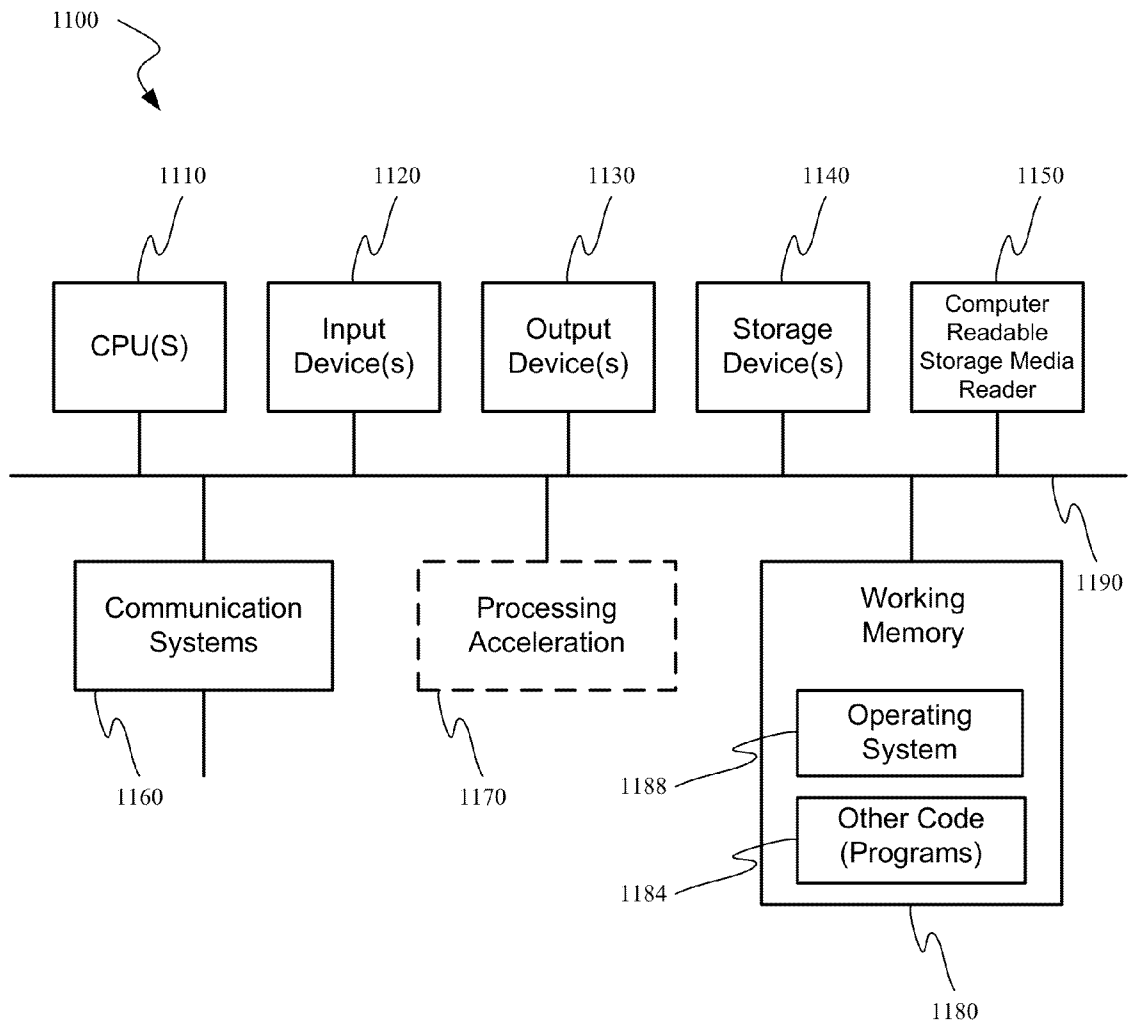 1100
1110
1120
1130
1140
1150
CPU(S)
Input
Device(s)
Output
Device(s)
Storage
Device(s)
Computer
Readable
Storage Media
Reader
1190
Communication
Systems
Processing
Acceleration
Working
Memory
Operating
System
1188
Other Code
(Programs)
1184
1160
1170
1180